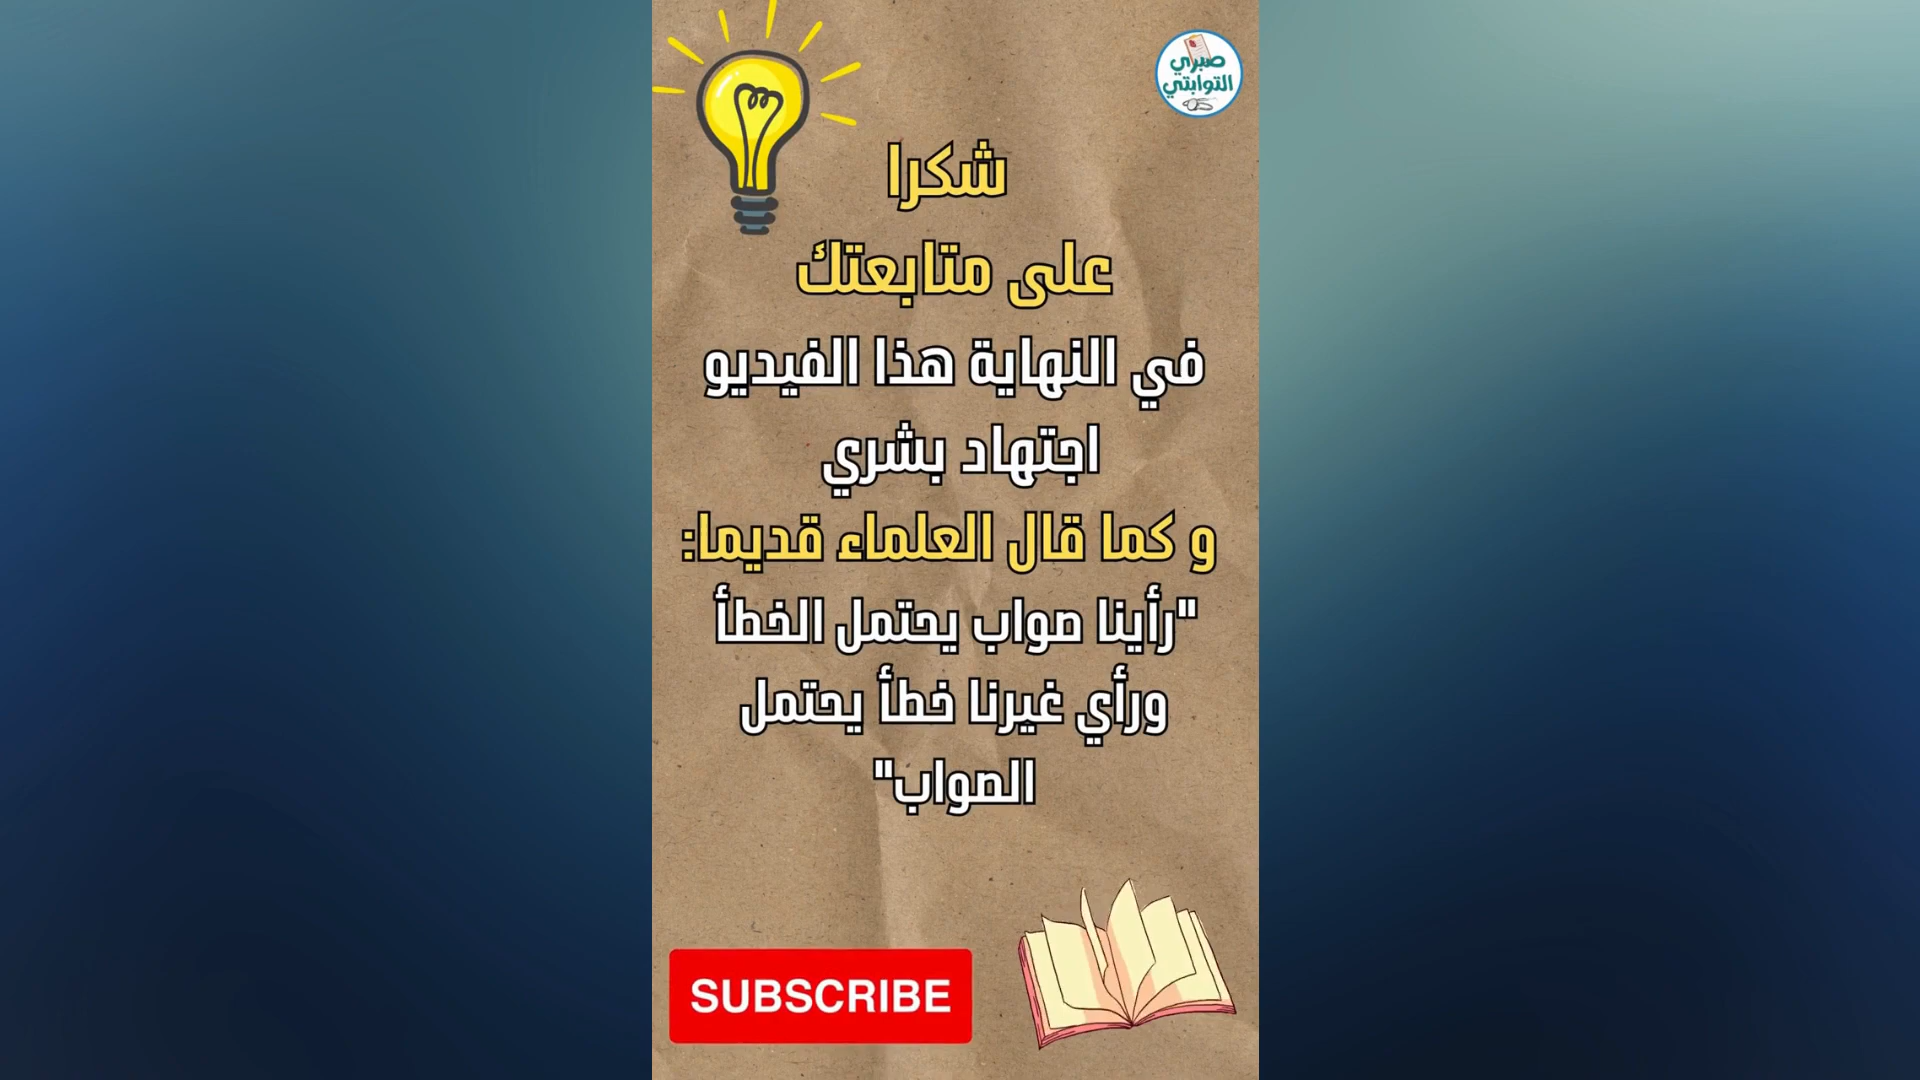 صبري
التوابتي
شكرا
على متابعتك
في النهاية هذا الفيديو
اجتهاد بشري
و كما قال العلماء قديما:
"رأينا صواب يحتمل الخطأ
ورأي غيرنا خطأ يحتمل
الصواب"
SUBSCRIBE